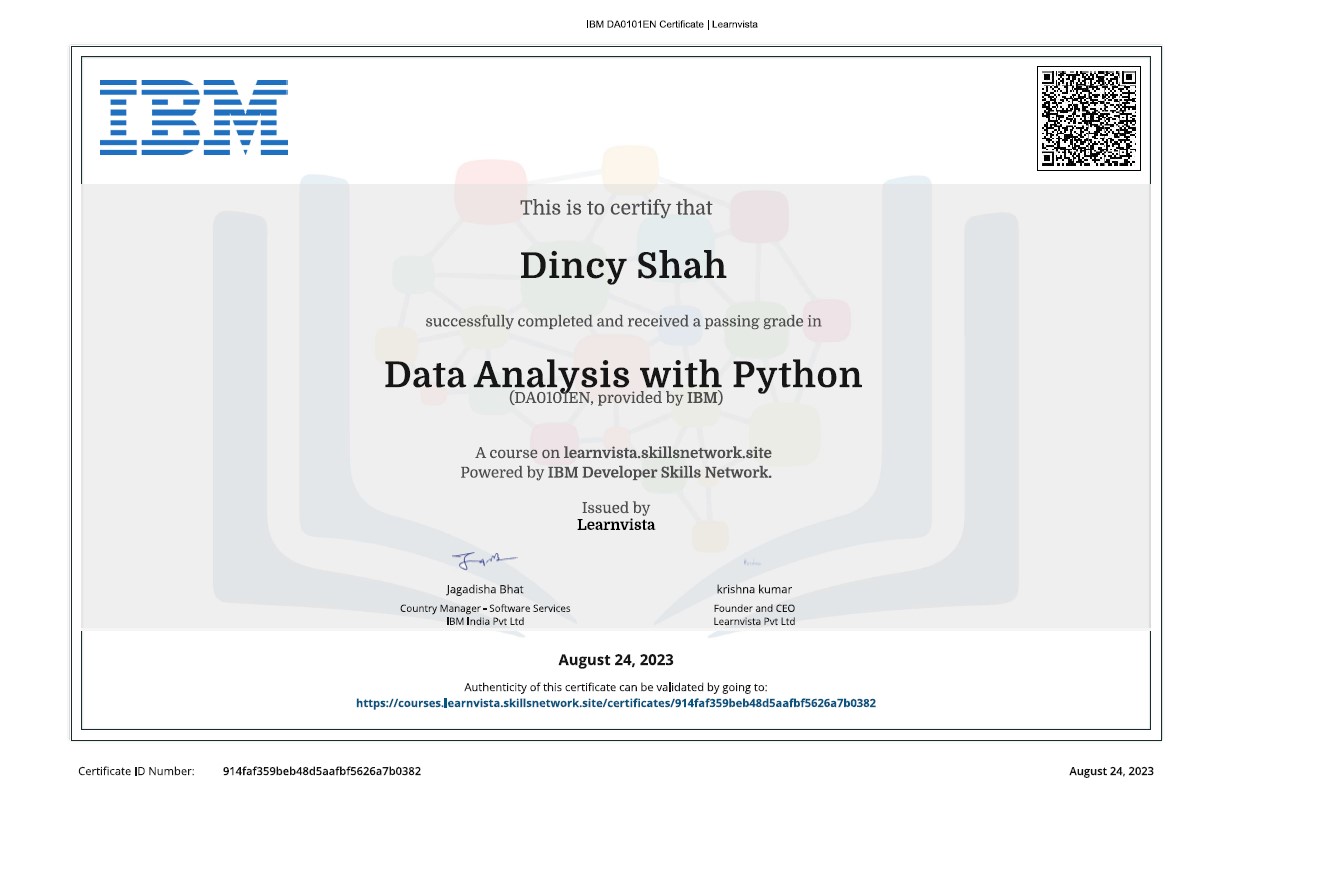 IBM DA0101EN Certificate | Learnvista
IBM
This is to certify that
Dincy Shah
successfully completed and received a passing grade in
Data Analysis with Python
(DA0101EN, provided by IBM)
A course on learnvista.skillsnetwork.site
Powered by IBM Developer Skills Network.
Issued by
Learnvista
Jagadisha Bhat
Country Manager - Software Services
IBM India Pvt Ltd
krishna kumar
Founder and CEO
Learnvista Pvt Ltd
August 24, 2023
Authenticity of this certificate can be validated by going to:
https://courses.learnvista.skillsnetwork.site/certificates/914faf359beb48d5aafbf5626a7b0382
Certificate ID Number: 914faf359beb48d5aafbf5626a7b0382
August 24, 2023